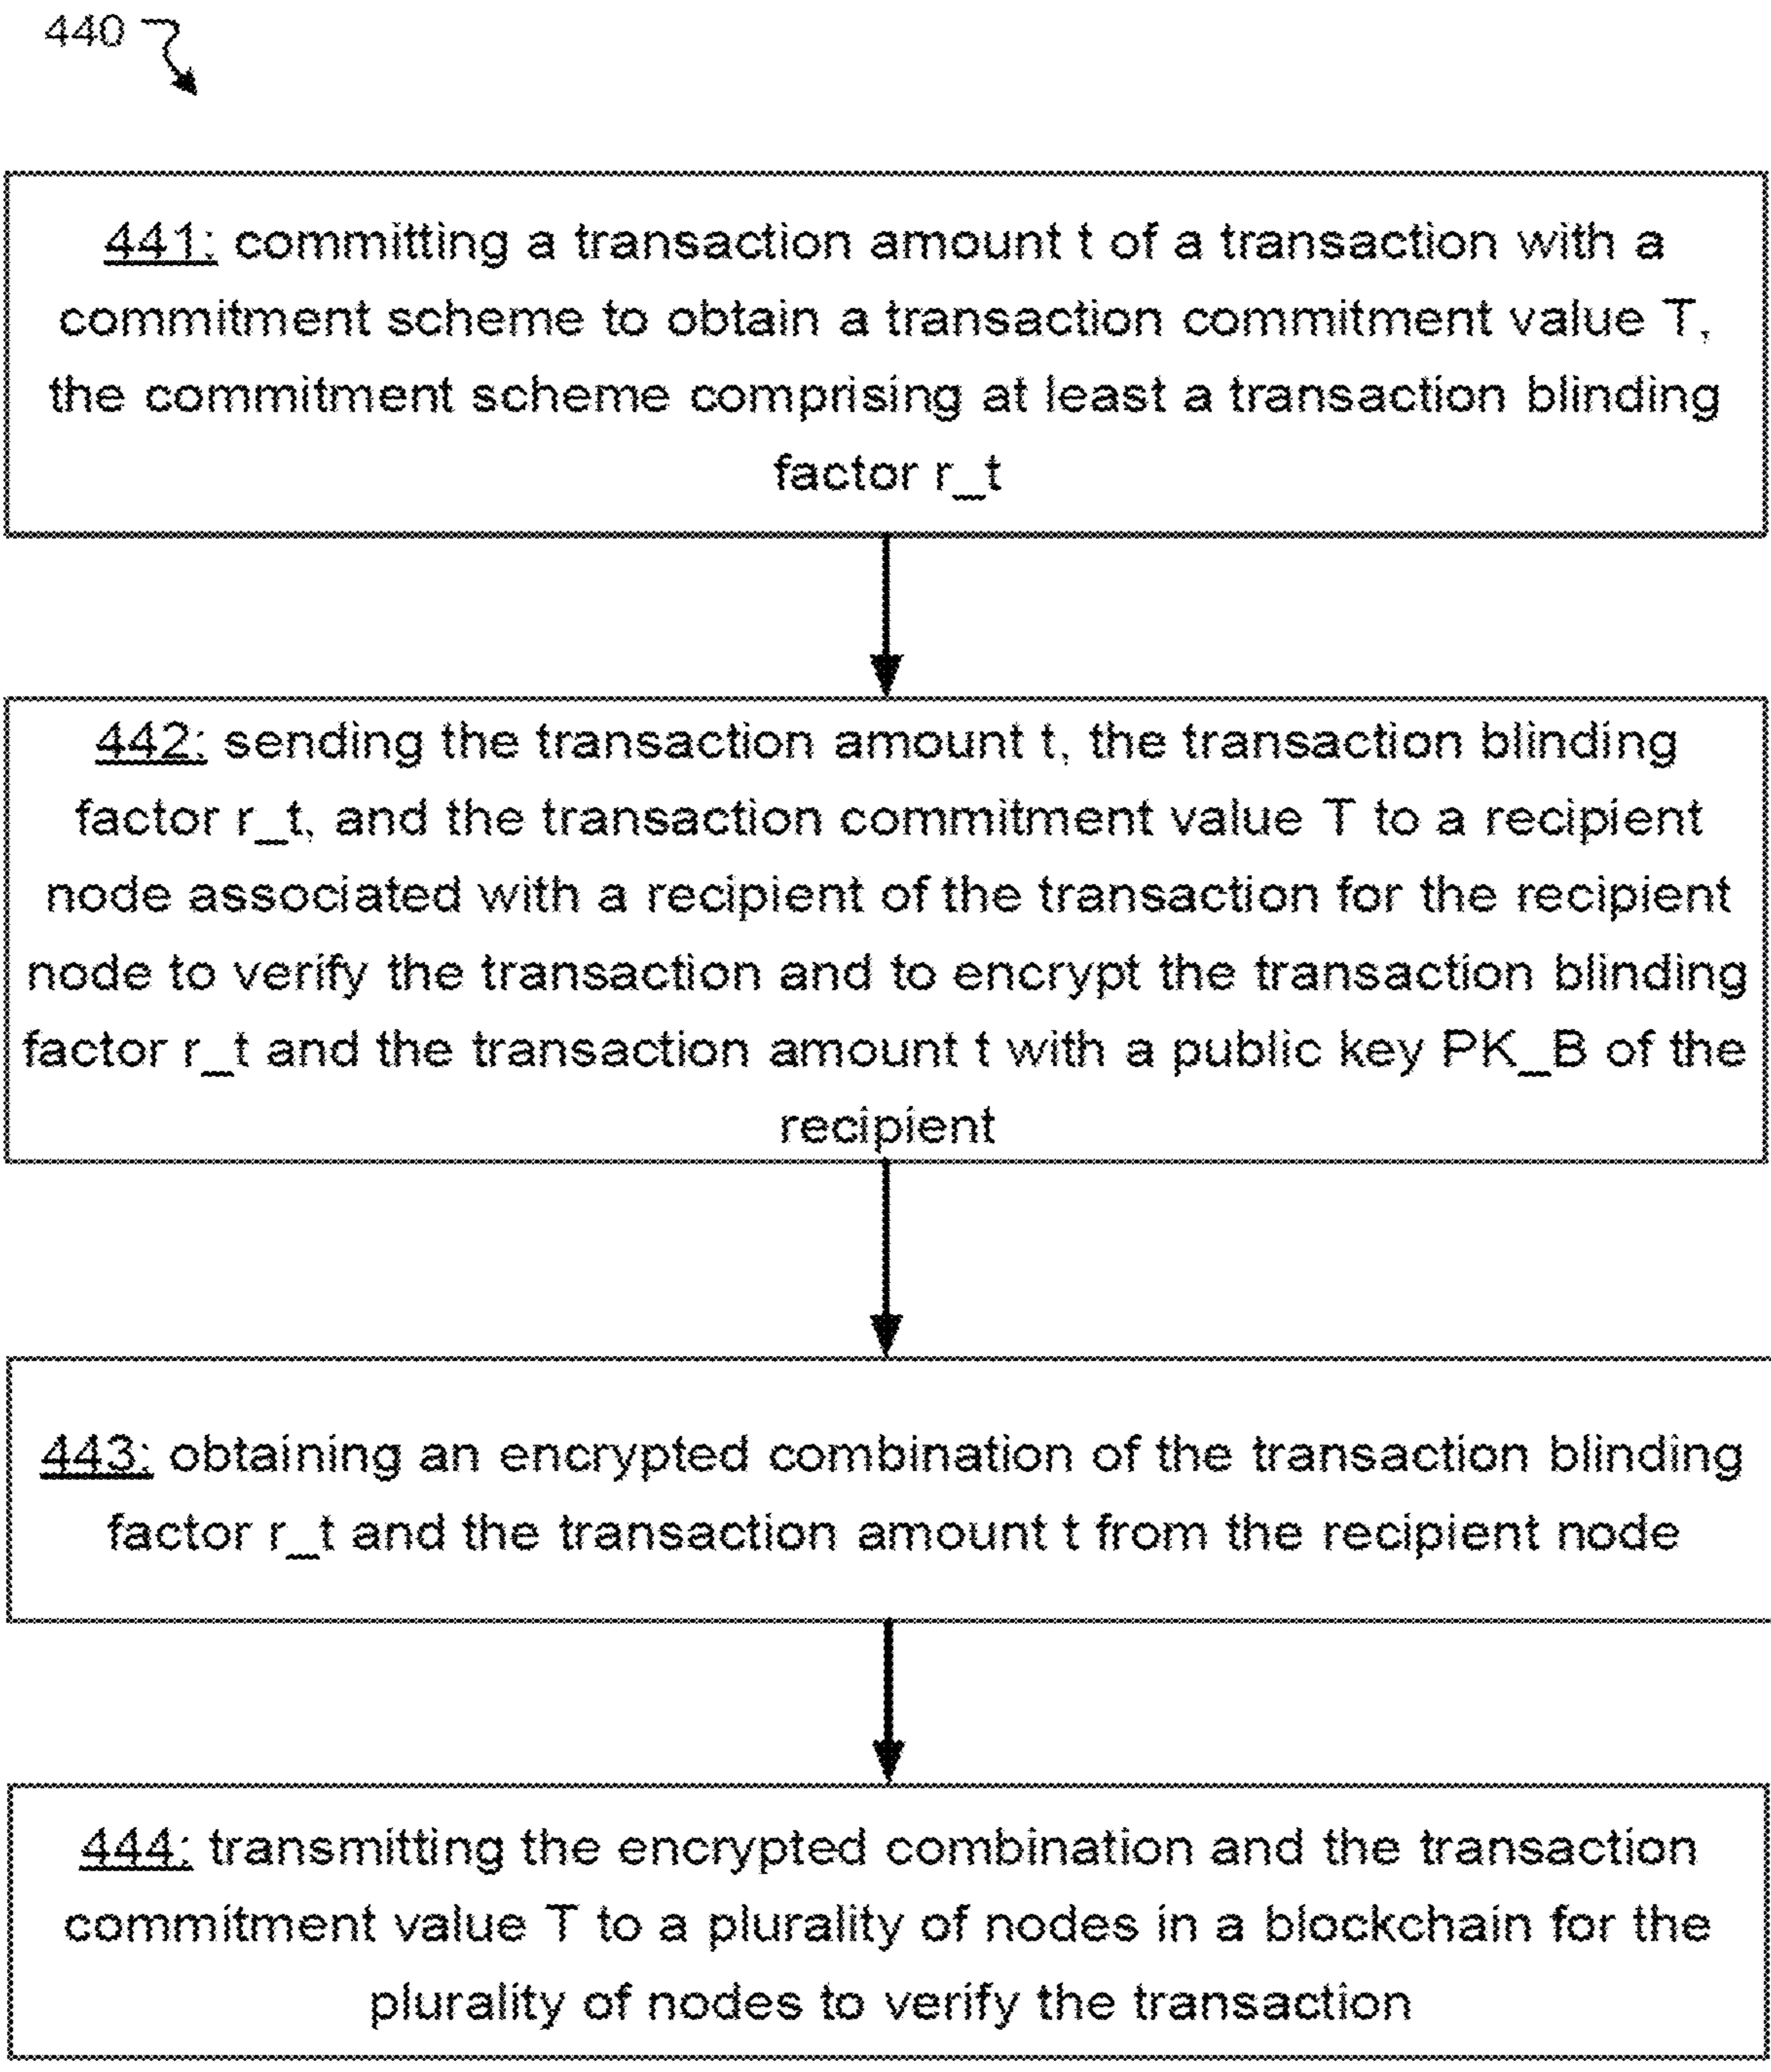 440
441: committing a transaction amount t of a transaction with a
commitment scheme to obtain a transaction commitment value T,
the commitment scheme comprising at least a transaction blinding
factor r_t
442: sending the transaction amount t, the transaction blinding
factor r_t, and the transaction commitment value T to a recipient
node associated with a recipient of the transaction for the recipient
node to verify the transaction and to encrypt the transaction blinding
factor r_t and the transaction amount t with a public key PK_B of the
recipient
443: obtaining an encrypted combination of the transaction blinding
factor r_t and the transaction amount t from the recipient node
444: transmitting the encrypted combination and the transaction
commitment value T to a plurality of nodes in a blockchain for the
plurality of nodes to verify the transaction